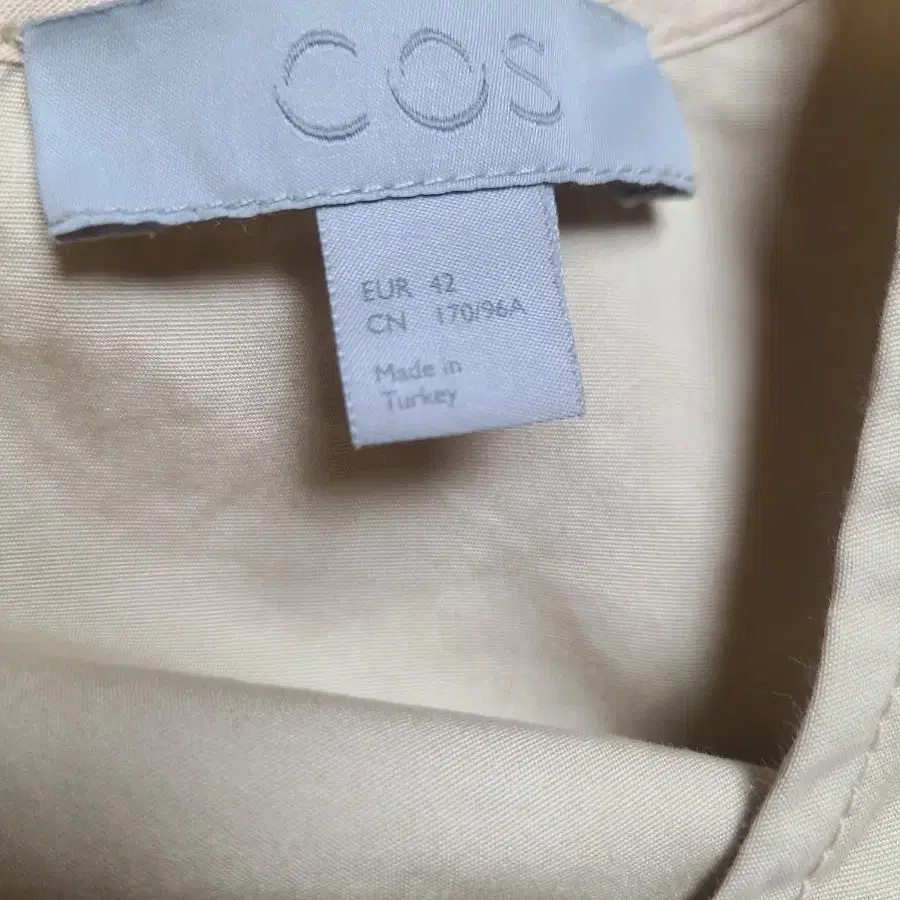 COS
EUR 42
CN 170/96A
Made in
Turkey